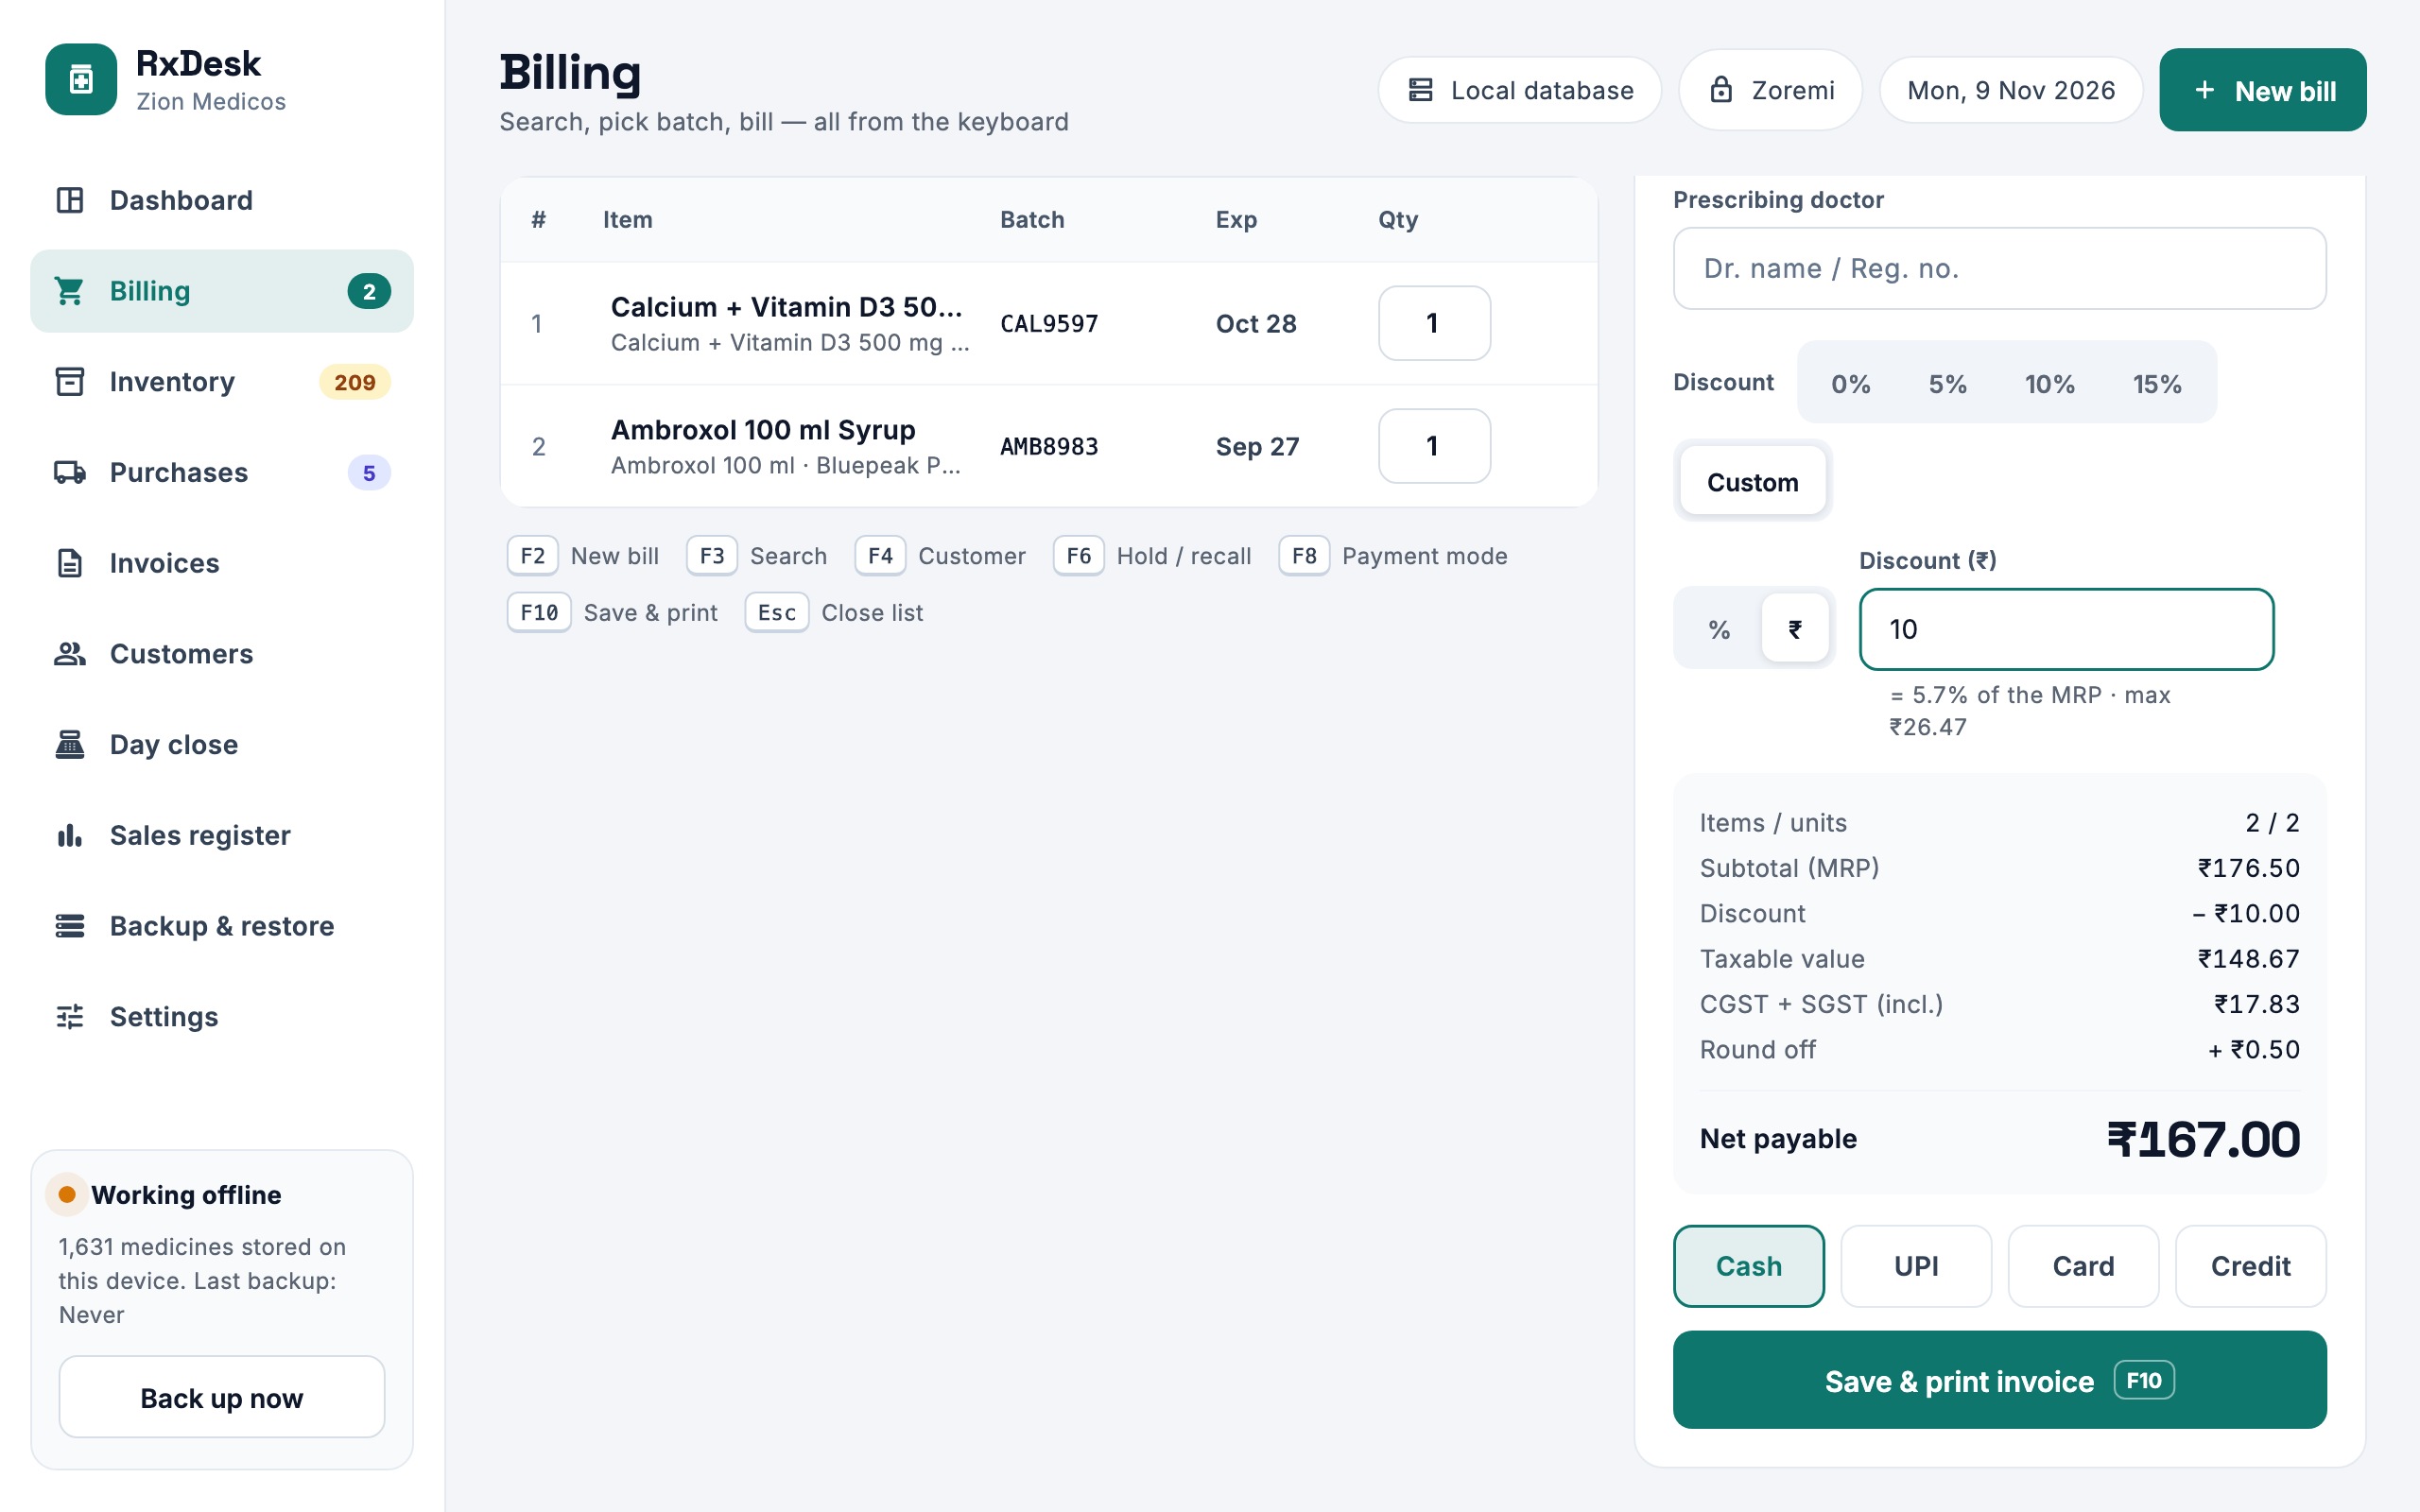 RxDesk
Zion Medicos
Dashboard
Billing 2
Inventory 209
Purchases 5
Invoices
Customers
Day close
Sales register
Backup & restore
Settings
Working offline
1,631 medicines stored on
this device. Last backup:
Never
Back up now
Billing
Search, pick batch, bill — all from the keyboard
Local database
Zoremi
Mon, 9 Nov 2026
+ New bill
# Item Batch Exp Qty
1 Calcium + Vitamin D3 50... CAL9597 Oct 28 1
Calcium + Vitamin D3 500 mg ...
2 Ambroxol 100 ml Syrup AMB8983 Sep 27 1
Ambroxol 100 ml · Bluepeak P...
F2 New bill F3 Search F4 Customer F6 Hold / recall F8 Payment mode
F10 Save & print Esc Close list
Prescribing doctor
Dr. name / Reg. no.
Discount 0% 5% 10% 15%
Custom
Discount (₹)
% ₹ 10
= 5.7% of the MRP · max
₹26.47
Items / units 2 / 2
Subtotal (MRP) ₹176.50
Discount – ₹10.00
Taxable value ₹148.67
CGST + SGST (incl.) ₹17.83
Round off + ₹0.50
Net payable ₹167.00
Cash UPI Card Credit
Save & print invoice F10